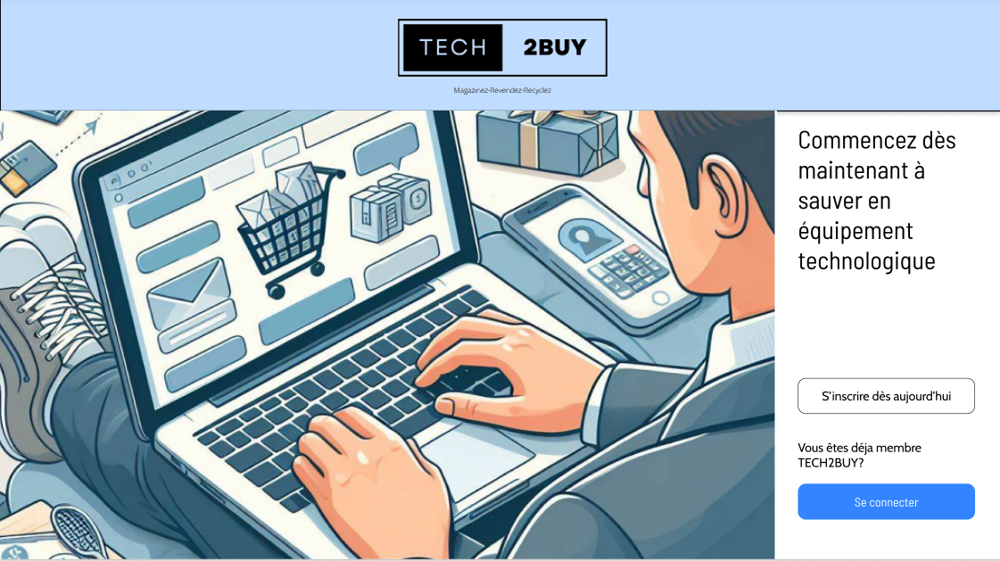 TECH 2BUY
Magazinez-Revendez-Recyclez
Commencez dès
maintenant à
sauver en
équipement
technologique
S'inscrire dès aujourd'hui
Vous êtes déja membre
TECH2BUY?
Se connecter